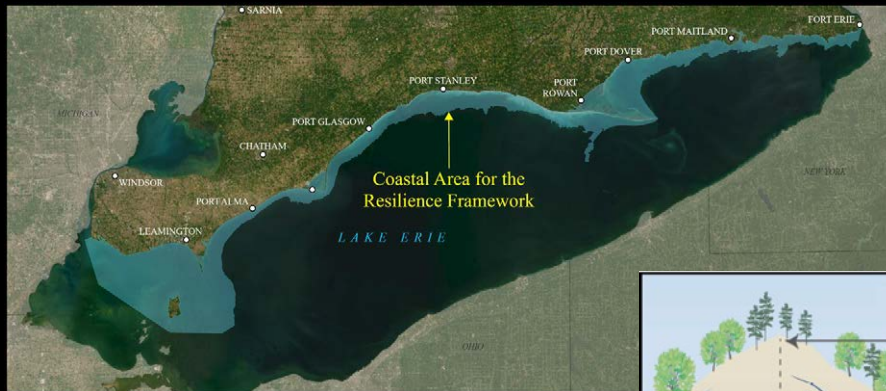 SARNIA
FORT ERIE
PORT MAITLAND
PORT DOVER
PORT STANLEY
PORT
ROWAN
MICHIGAN
PORT GLASGOW
CHATHAM
WINDSOR
Coastal Area for the
Resilience Framework
NEW YORK
PORT ALMA
LEAMINGTON
LAKE ERIE
OHIO